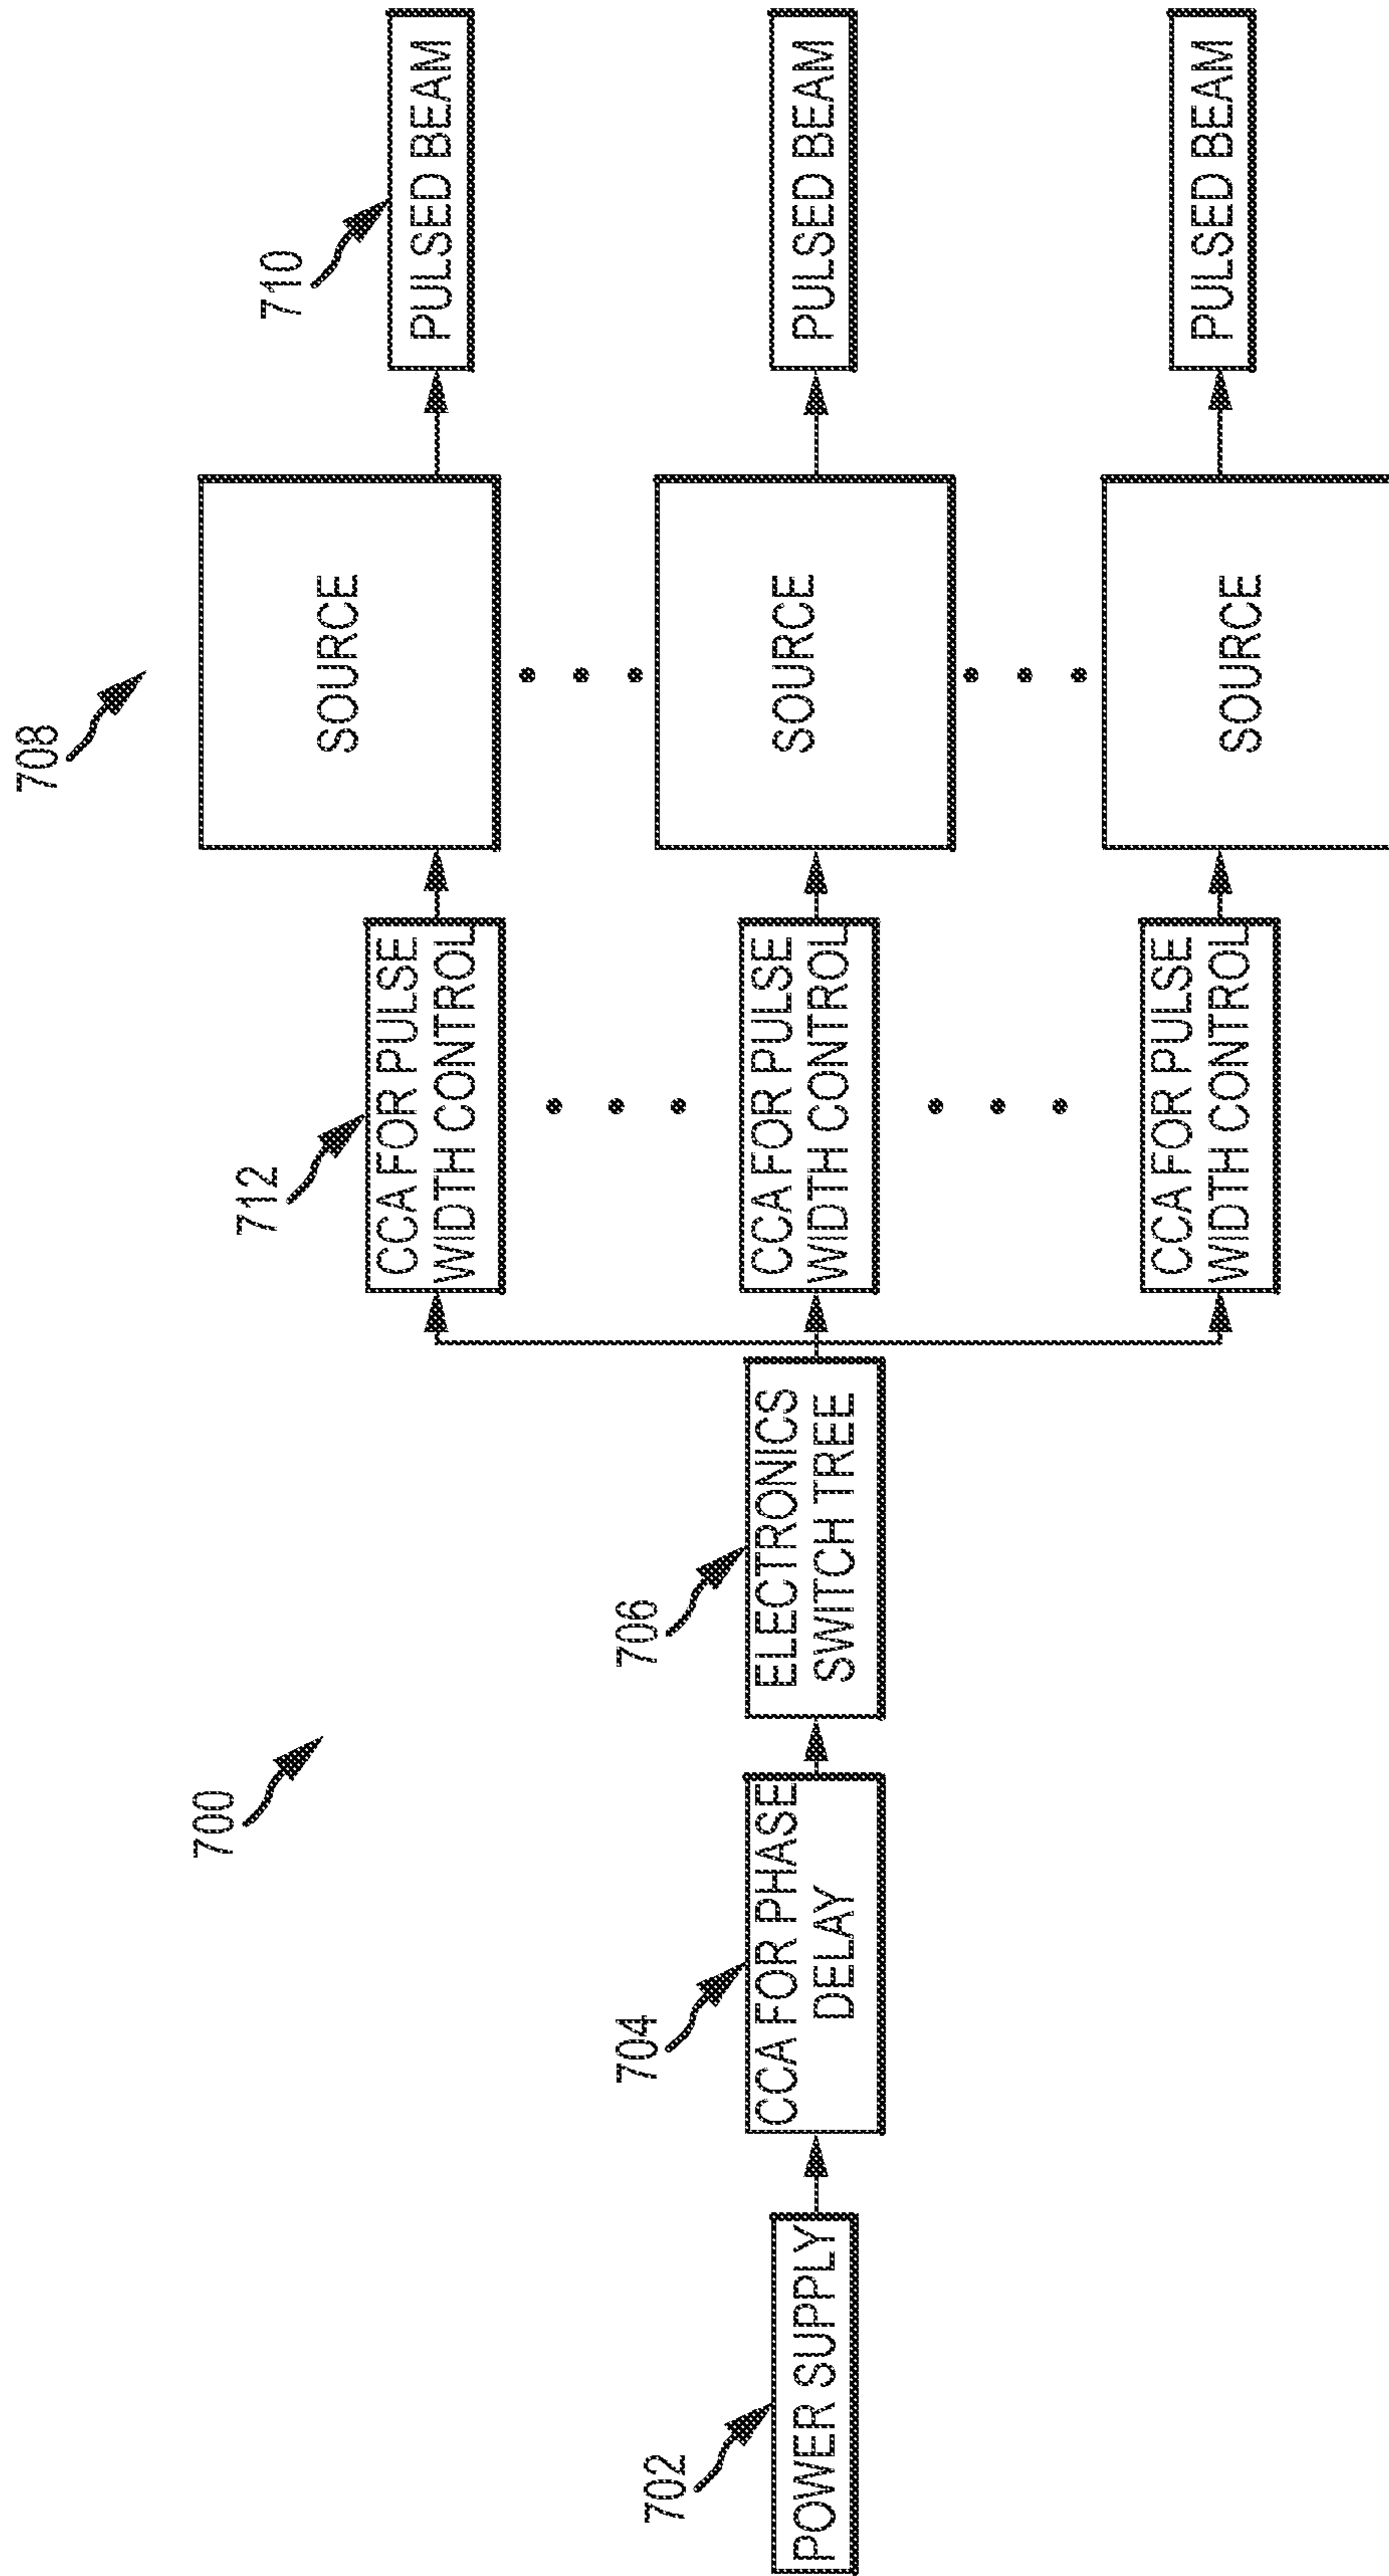 700
708
702
POWER SUPPLY
704
CCA FOR PHASE
DELAY
706
ELECTRONICS
SWITCH TREE
712
CCA FOR PULSE
WIDTH CONTROL
SOURCE
710
PULSED BEAM
CCA FOR PULSE
WIDTH CONTROL
SOURCE
PULSED BEAM
CCA FOR PULSE
WIDTH CONTROL
SOURCE
PULSED BEAM